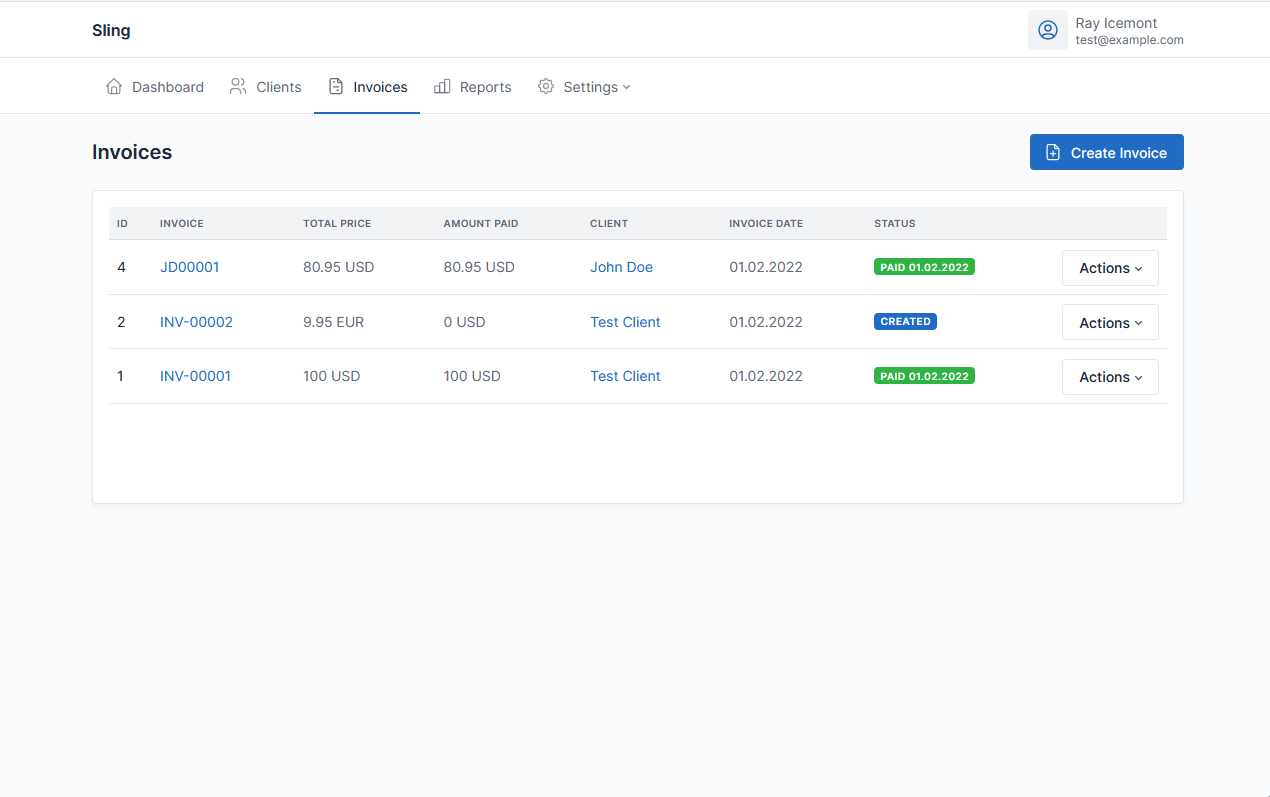 Sling
Ray Icemont
test@example.com
Dashboard Clients Invoices Reports Settings
Invoices
Create Invoice
ID INVOICE TOTAL PRICE AMOUNT PAID CLIENT INVOICE DATE STATUS
4 JD00001 80.95 USD 80.95 USD John Doe 01.02.2022 PAID 01.02.2022 Actions
2 INV-00002 9.95 EUR 0 USD Test Client 01.02.2022 CREATED Actions
1 INV-00001 100 USD 100 USD Test Client 01.02.2022 PAID 01.02.2022 Actions